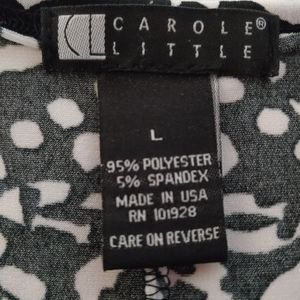 CL CAROLE®
LITTLE
L
95% POLYESTER
5% SPANDEX
MADE IN USA
RN 101928
CARE ON REVERSE